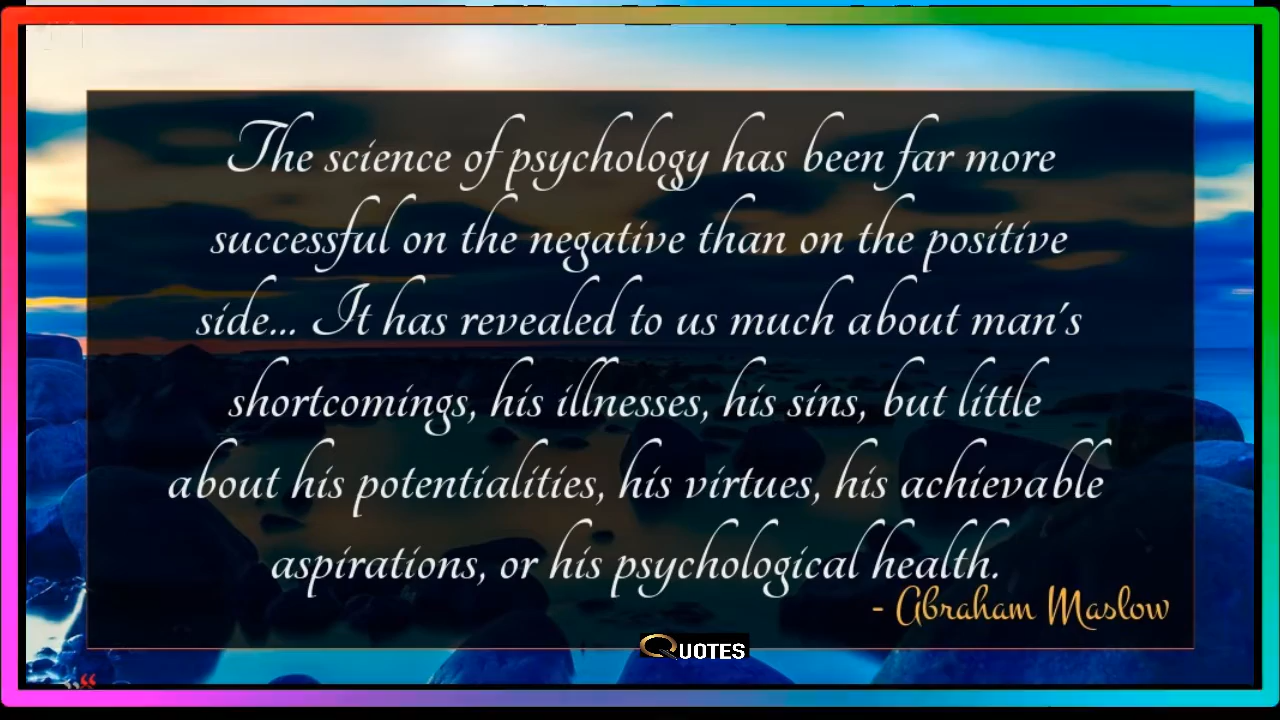 The science of psychology has been far more
successful on the negative than on the positive
side... It has revealed to us much about man's
shortcomings, his illnesses, his sins, but little
about his potentialities, his virtues, his achievable
aspirations, or his psychological health.
- Abraham Maslow
QUOTES